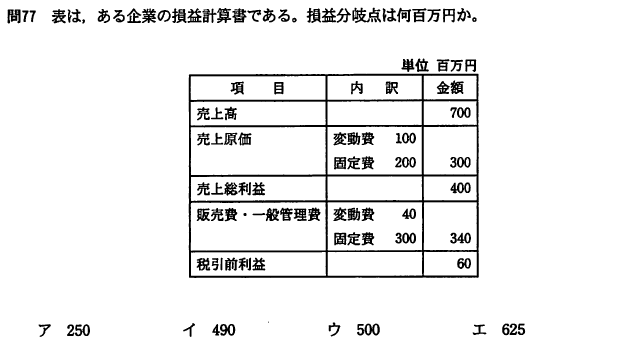 問77 表は，ある企業の損益計算書である。損益分岐点は何百万円か。
単位 百万円
項 目 内 訳 金額
売上高 700
売上原価 変動費 100
固定費 200 300
売上総利益 400
販売費・一般管理費 変動費 40
固定費 300 340
税引前利益 60
ア 250 イ 490 ウ 500 エ 625